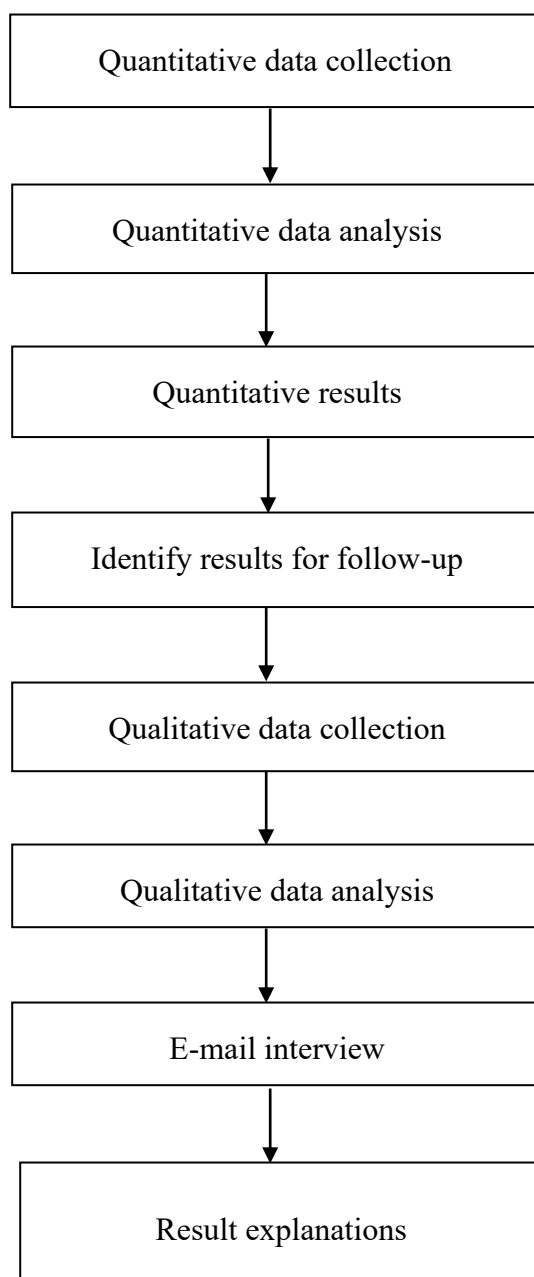 Quantitative data collection
Quantitative data analysis
Quantitative results
Identify results for follow-up
Qualitative data collection
Qualitative data analysis
E-mail interview
Result explanations